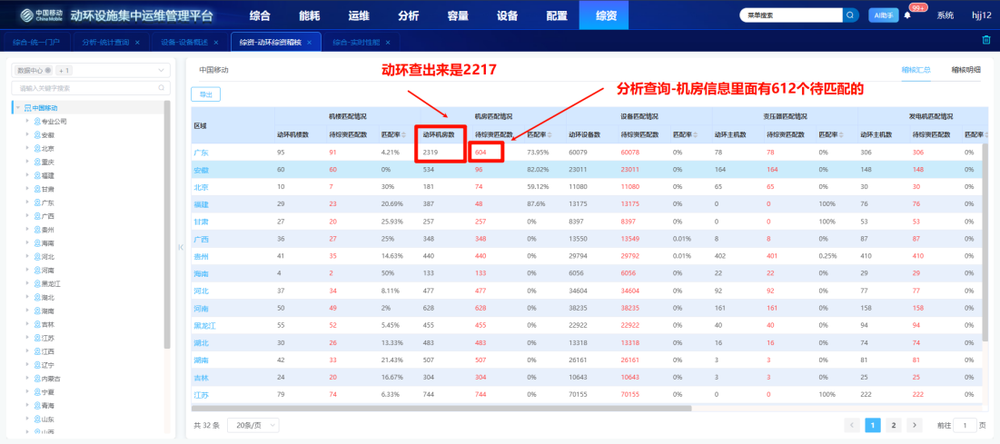 中国移动 China Mobile 动环设施集中运维管理平台 综合 能耗 运维 分析 容量 设备 配置 综资 菜单搜索 AI助手 99+ 系统 hjj12
综合-统一门户 分析-统计查询 × 设备-设备概述 × 综资-动环综资稽核 × 综合-实时性能 ×
数据中心 + 1
请输入关键字搜索
中国移动
专业公司
安徽
北京
重庆
福建
甘肃
广东
广西
贵州
海南
河北
河南
黑龙江
湖北
湖南
吉林
江苏
江西
辽宁
内蒙古
宁夏
青海
山东
山西
中国移动 动环查出来是2217 稽核汇总 稽核明细
导出 分析查询-机房信息里面有612个待匹配的
区域 机楼匹配情况 机房匹配情况 设备匹配情况 变压器匹配情况 发电机匹配情况
动环机楼数 待综资匹配数 匹配率 动环机房数 待综资匹配数 匹配率 动环设备数 待综资匹配数 匹配率 动环主机数 待综资匹配数 匹配率 动环主机数 待综资匹配数 匹配率
广东 95 91 4.21% 2319 604 73.95% 60079 60078 0% 78 78 0% 306 306 0%
安徽 60 60 0% 534 96 82.02% 23011 23011 0% 164 164 0% 148 148 0%
北京 10 7 30% 181 74 59.12% 11080 11080 0% 65 65 0% 30 30 0%
福建 29 23 20.69% 387 48 87.6% 13175 13175 0% 0 0 100% 76 76 0%
甘肃 27 20 25.93% 257 257 0% 8397 8397 0% 0 0 100% 53 53 0%
广西 36 27 25% 348 348 0% 13550 13549 0.01% 8 8 0% 87 87 0%
贵州 41 35 14.63% 440 440 0% 29794 29792 0.01% 402 401 0.25% 410 410 0%
海南 4 2 50% 133 133 0% 6056 6056 0% 22 22 0% 29 29 0%
河北 37 34 8.11% 477 477 0% 34604 34604 0% 92 92 0% 77 77 0%
河南 50 49 2% 628 628 0% 38235 38235 0% 161 161 0% 158 158 0%
黑龙江 55 52 5.45% 455 455 0% 22922 22922 0% 40 40 0% 94 94 0%
湖北 30 26 13.33% 483 483 0% 13318 13318 0% 16 16 0% 74 74 0%
湖南 42 33 21.43% 507 507 0% 26161 26161 0% 3 3 0% 81 81 0%
吉林 24 20 16.67% 304 304 0% 10643 10643 0% 3 3 0% 25 25 0%
江苏 79 74 6.33% 744 744 0% 70155 70155 0% 0 0 100% 222 222 0%
共 32 条 20条/页 1 2 前往 1 页